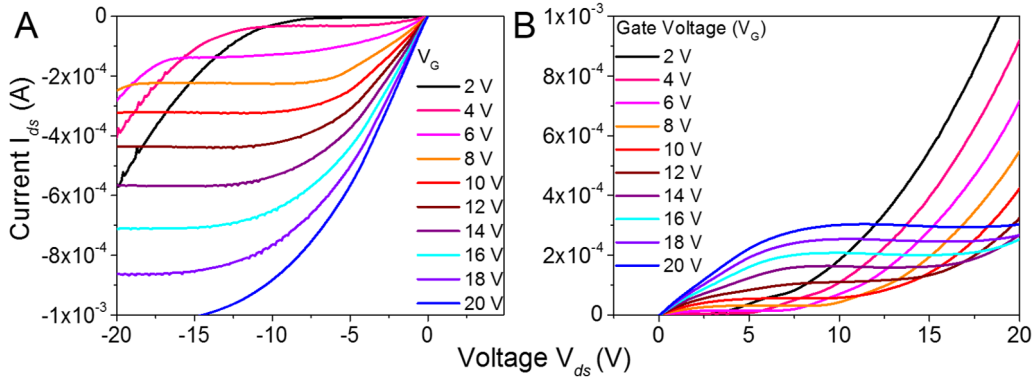 A
Current I_ds (A)
0
-2x10^-4
-4x10^-4
-6x10^-4
-8x10^-4
-1x10^-3
-20
-15
-10
-5
0
V_G
2 V
4 V
6 V
8 V
10 V
12 V
14 V
16 V
18 V
20 V
B
1x10^-3
8x10^-4
6x10^-4
4x10^-4
2x10^-4
0
Gate Voltage (V_G)
2 V
4 V
6 V
8 V
10 V
12 V
14 V
16 V
18 V
20 V
0
5
10
15
20
Voltage V_ds (V)